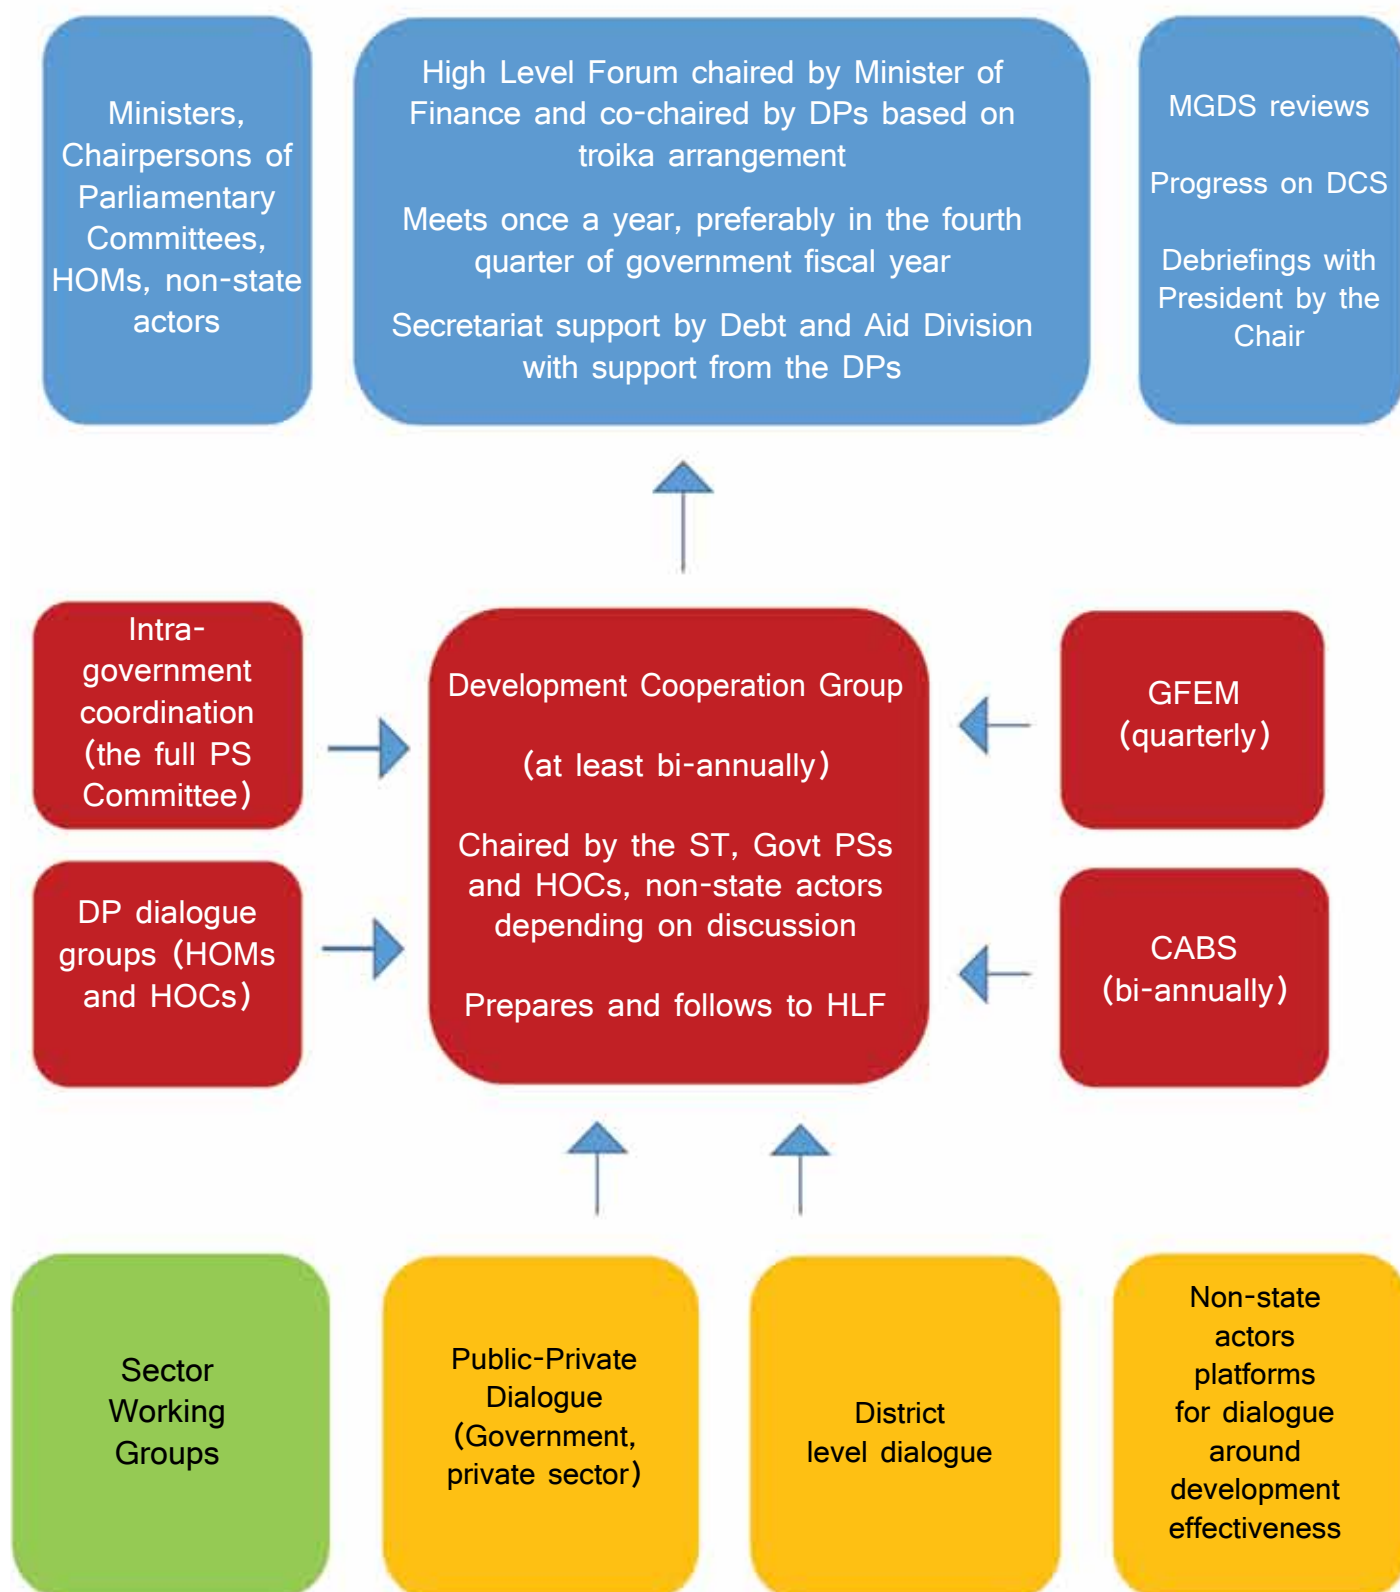 Ministers,
Chairpersons of
Parliamentary
Committees,
HOMs, non-state
actors
High Level Forum chaired by Minister of
Finance and co-chaired by DPs based on
troika arrangement
Meets once a year, preferably in the fourth
quarter of government fiscal year
Secretariat support by Debt and Aid Division
with support from the DPs
MGDS reviews
Progress on DCS
Debriefings with
President by the
Chair
Intra-
government
coordination
(the full PS
Committee)
DP dialogue
groups (HOMs
and HOCs)
Development Cooperation Group
(at least bi-annually)
Chaired by the ST, Govt PSs
and HOCs, non-state actors
depending on discussion
Prepares and follows to HLF
GFEM
(quarterly)
CABS
(bi-annually)
Sector
Working
Groups
Public-Private
Dialogue
(Government,
private sector)
District
level dialogue
Non-state
actors
platforms
for dialogue
around
development
effectiveness